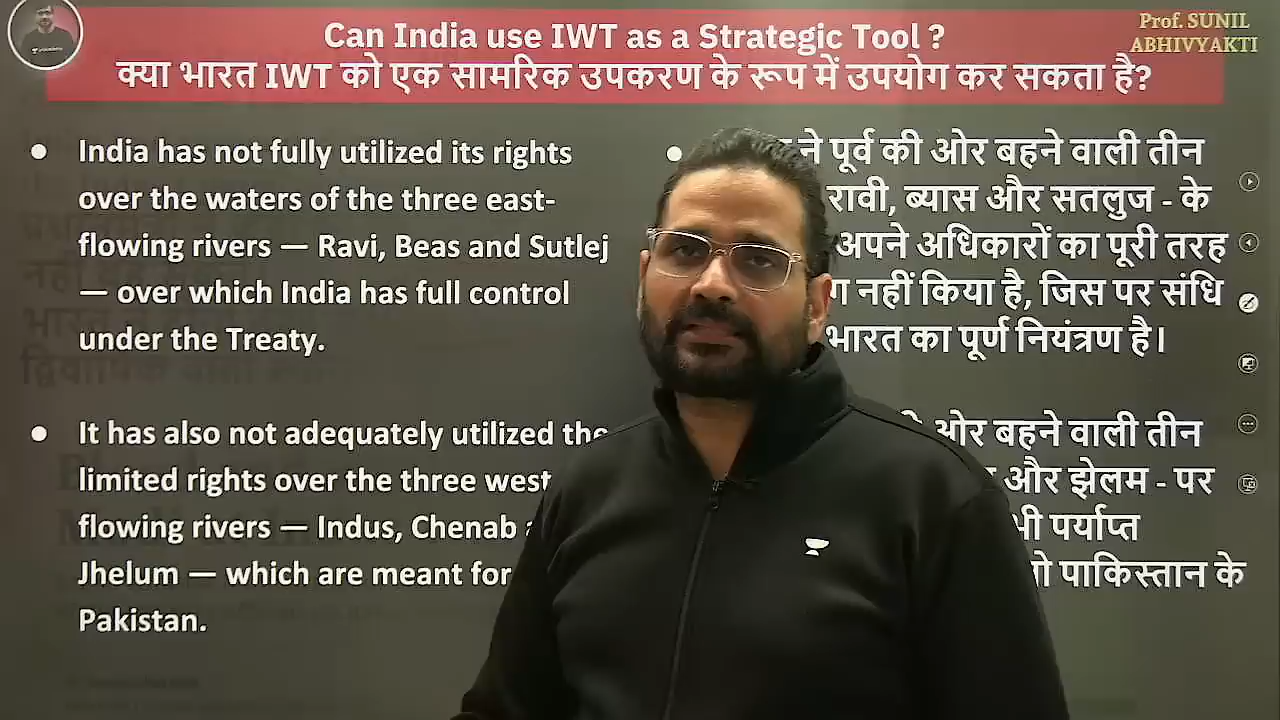 Can India use IWT as a Strategic Tool ?
क्या भारत IWT को एक सामरिक उपकरण के रूप में उपयोग कर सकता है?
Prof. SUNIL
ABHIVYAKTI
India has not fully utilized its rights
over the waters of the three east-
flowing rivers — Ravi, Beas and Sutlej
— over which India has full control
under the Treaty.
It has also not adequately utilized the
limited rights over the three west
flowing rivers — Indus, Chenab
Jhelum — which are meant for
Pakistan.
ने पूर्व की ओर बहने वाली तीन
रावी, ब्यास और सतलुज - के
अपने अधिकारों का पूरी तरह
नहीं किया है, जिस पर संधि
भारत का पूर्ण नियंत्रण है।
ओर बहने वाली तीन
और झेलम - पर
पर्याप्त
पाकिस्तान के